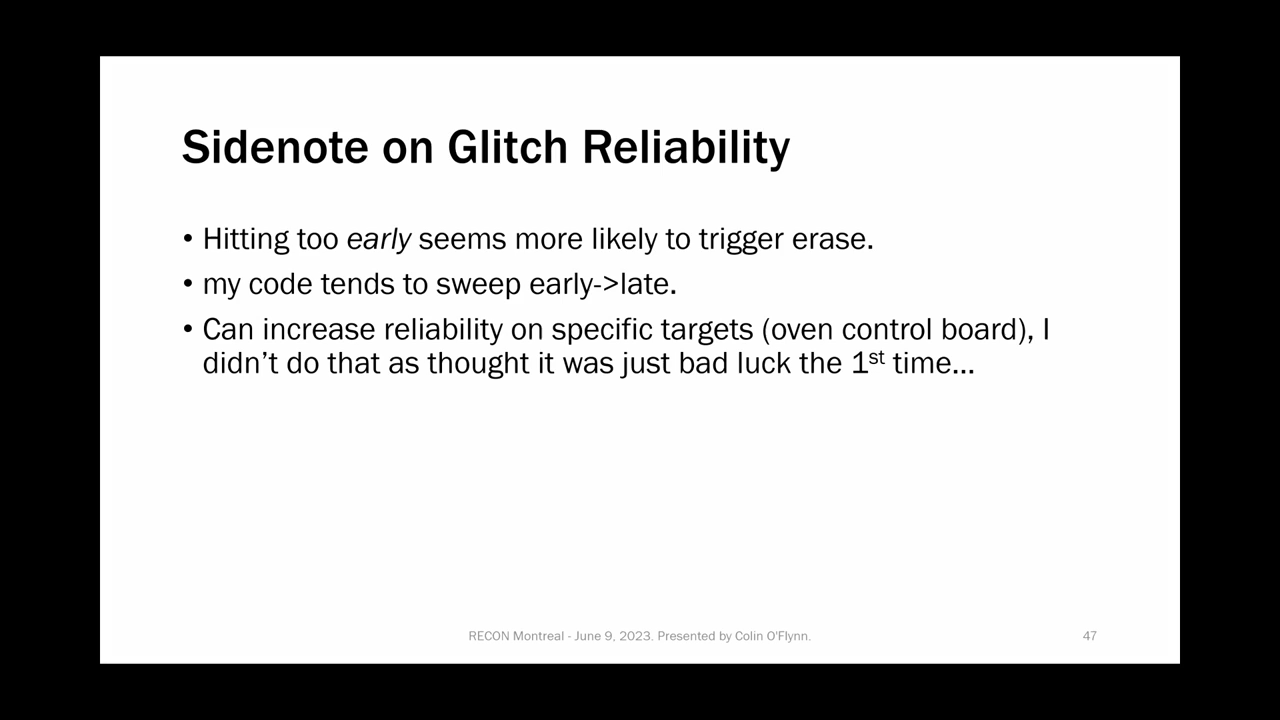 Sidenote on Glitch Reliability
• Hitting too early seems more likely to trigger erase.
• my code tends to sweep early->late.
• Can increase reliability on specific targets (oven control board), I
didn’t do that as thought it was just bad luck the 1st time…
RECON Montreal - June 9, 2023. Presented by Colin O'Flynn.
47